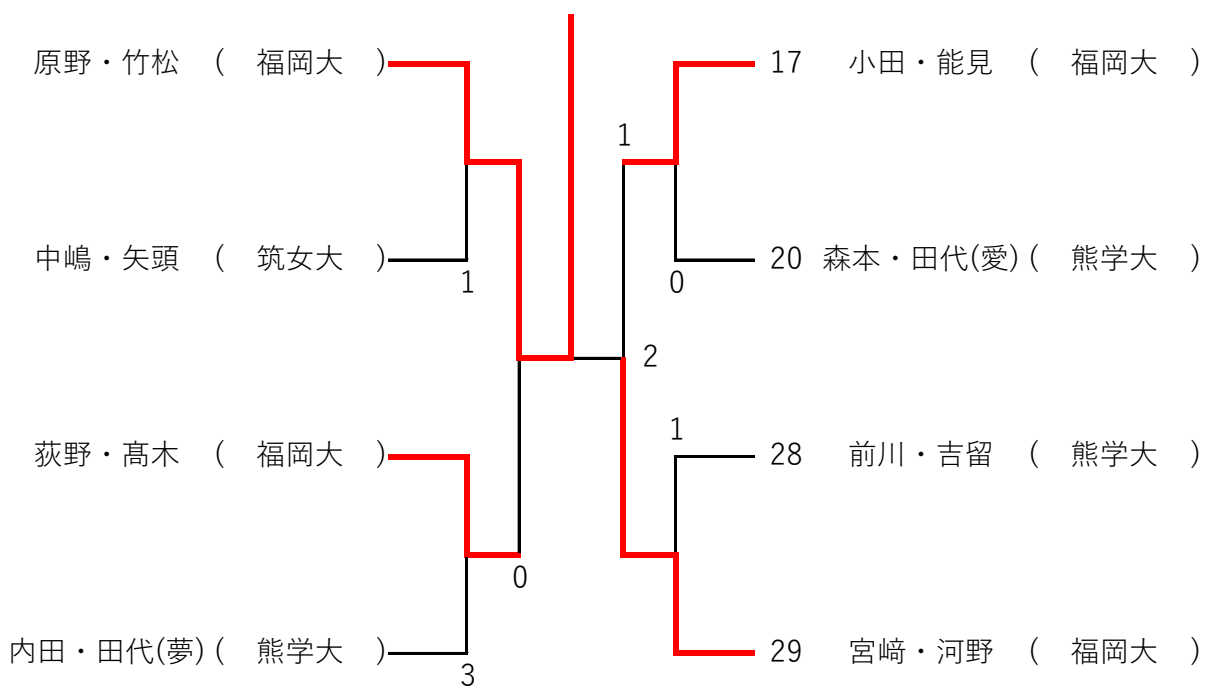 原野・竹松 ( 福岡大 ) 17 小田・能見 ( 福岡大 )
1
中嶋・矢頭 ( 筑女大 ) 20 森本・田代(愛) ( 熊学大 )
1 0
2
1
荻野・髙木 ( 福岡大 ) 28 前川・吉留 ( 熊学大 )
0
内田・田代(夢) ( 熊学大 ) 29 宮﨑・河野 ( 福岡大 )
3